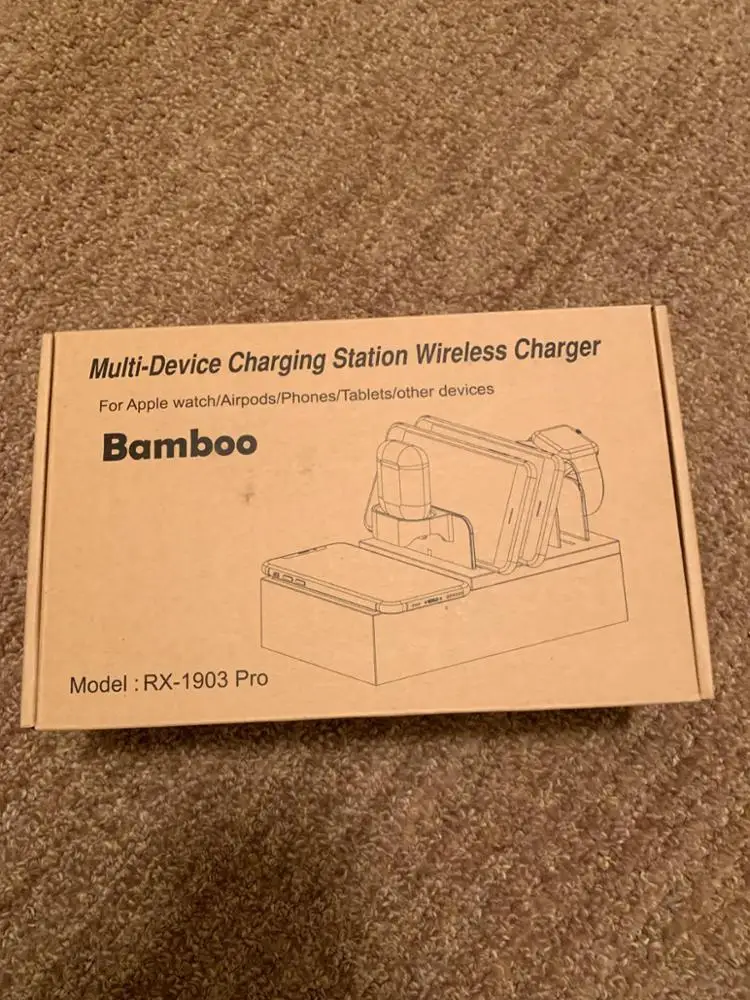 Multi-Device Charging Station Wireless Charger
For Apple watch/Airpods/Phones/Tablets/other devices
Bamboo
Model : RX-1903 Pro